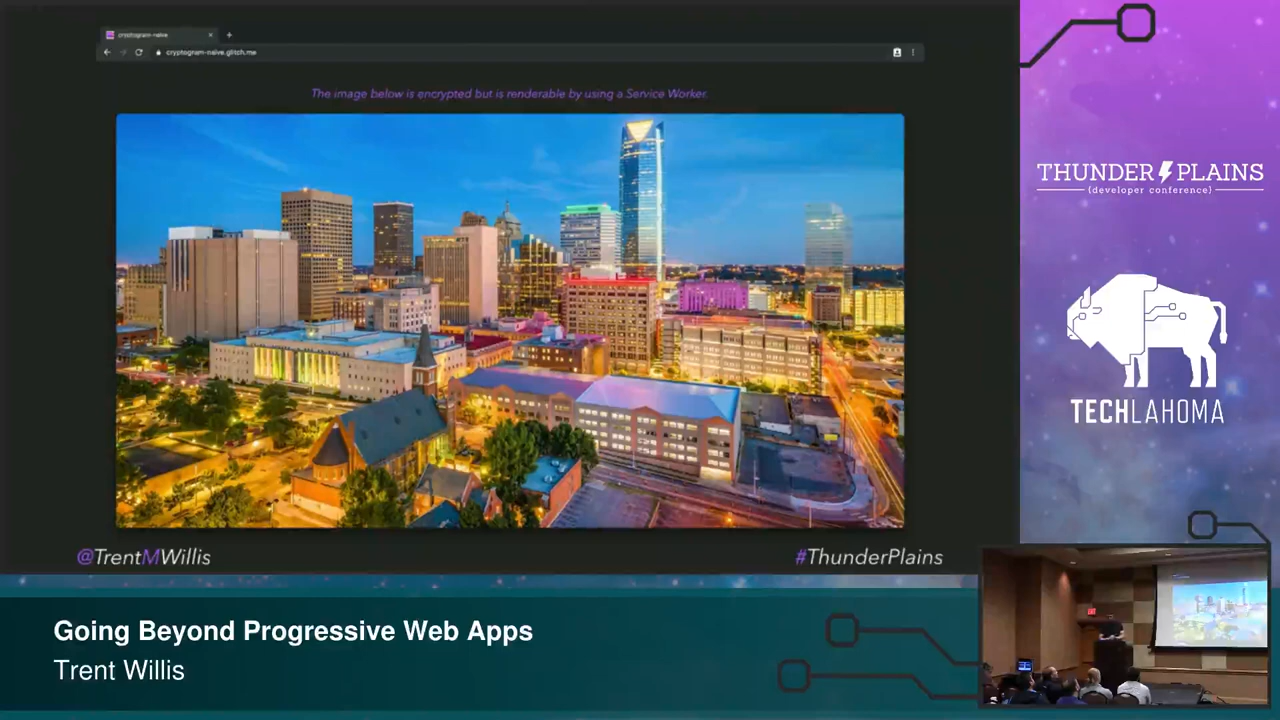 cryptogram-naive
cryptogram-naive.glitch.me
The image below is encrypted but is renderable by using a Service Worker.
@TrentMWillis
#ThunderPlains
THUNDER PLAINS
{developer conference}
TECHLAHOMA
Going Beyond Progressive Web Apps
Trent Willis